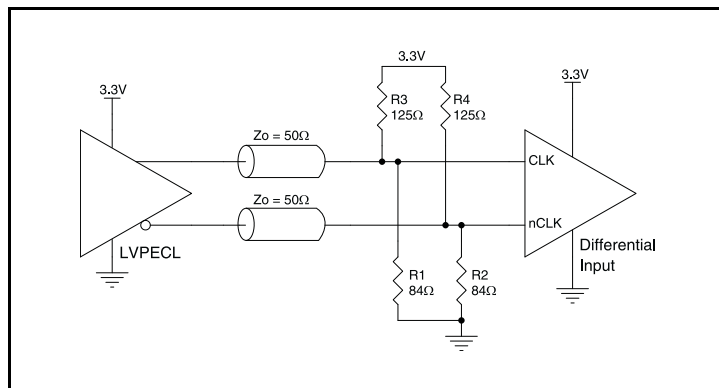 3.3V
3.3V
3.3V
R3
125Ω
R4
125Ω
Zo = 50Ω
CLK
Zo = 50Ω
nCLK
LVPECL
Differential
Input
R1
84Ω
R2
84Ω